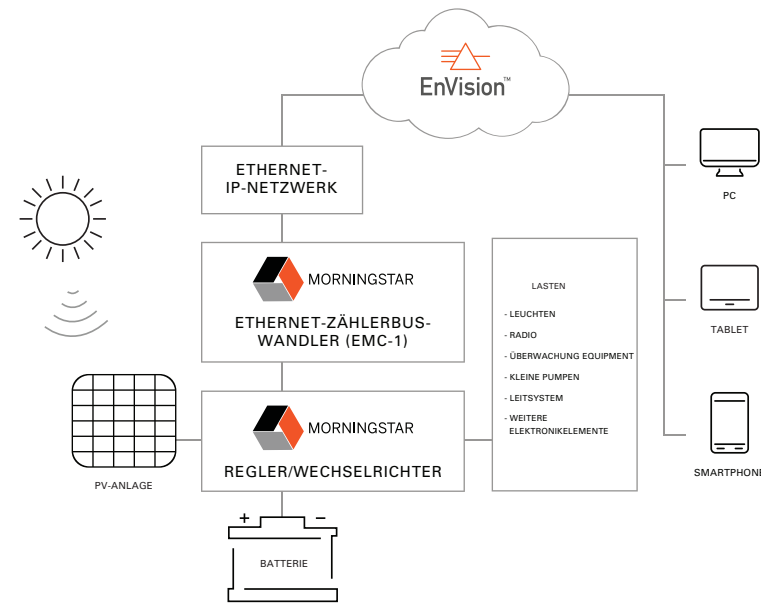 EnVision™
ETHERNET-
IP-NETZWERK
PC
MORNINGSTAR
ETHERNET-ZÄHLERBUS-
WANDLER (EMC-1)
LASTEN
- LEUCHTEN
- RADIO
- ÜBERWACHUNG EQUIPMENT
- KLEINE PUMPEN
- LEITSYSTEM
- WEITERE
ELEKTRONIKELEMENTE
TABLET
MORNINGSTAR
REGLER/WECHSELRICHTER
PV-ANLAGE
SMARTPHONE
+ −
BATTERIE